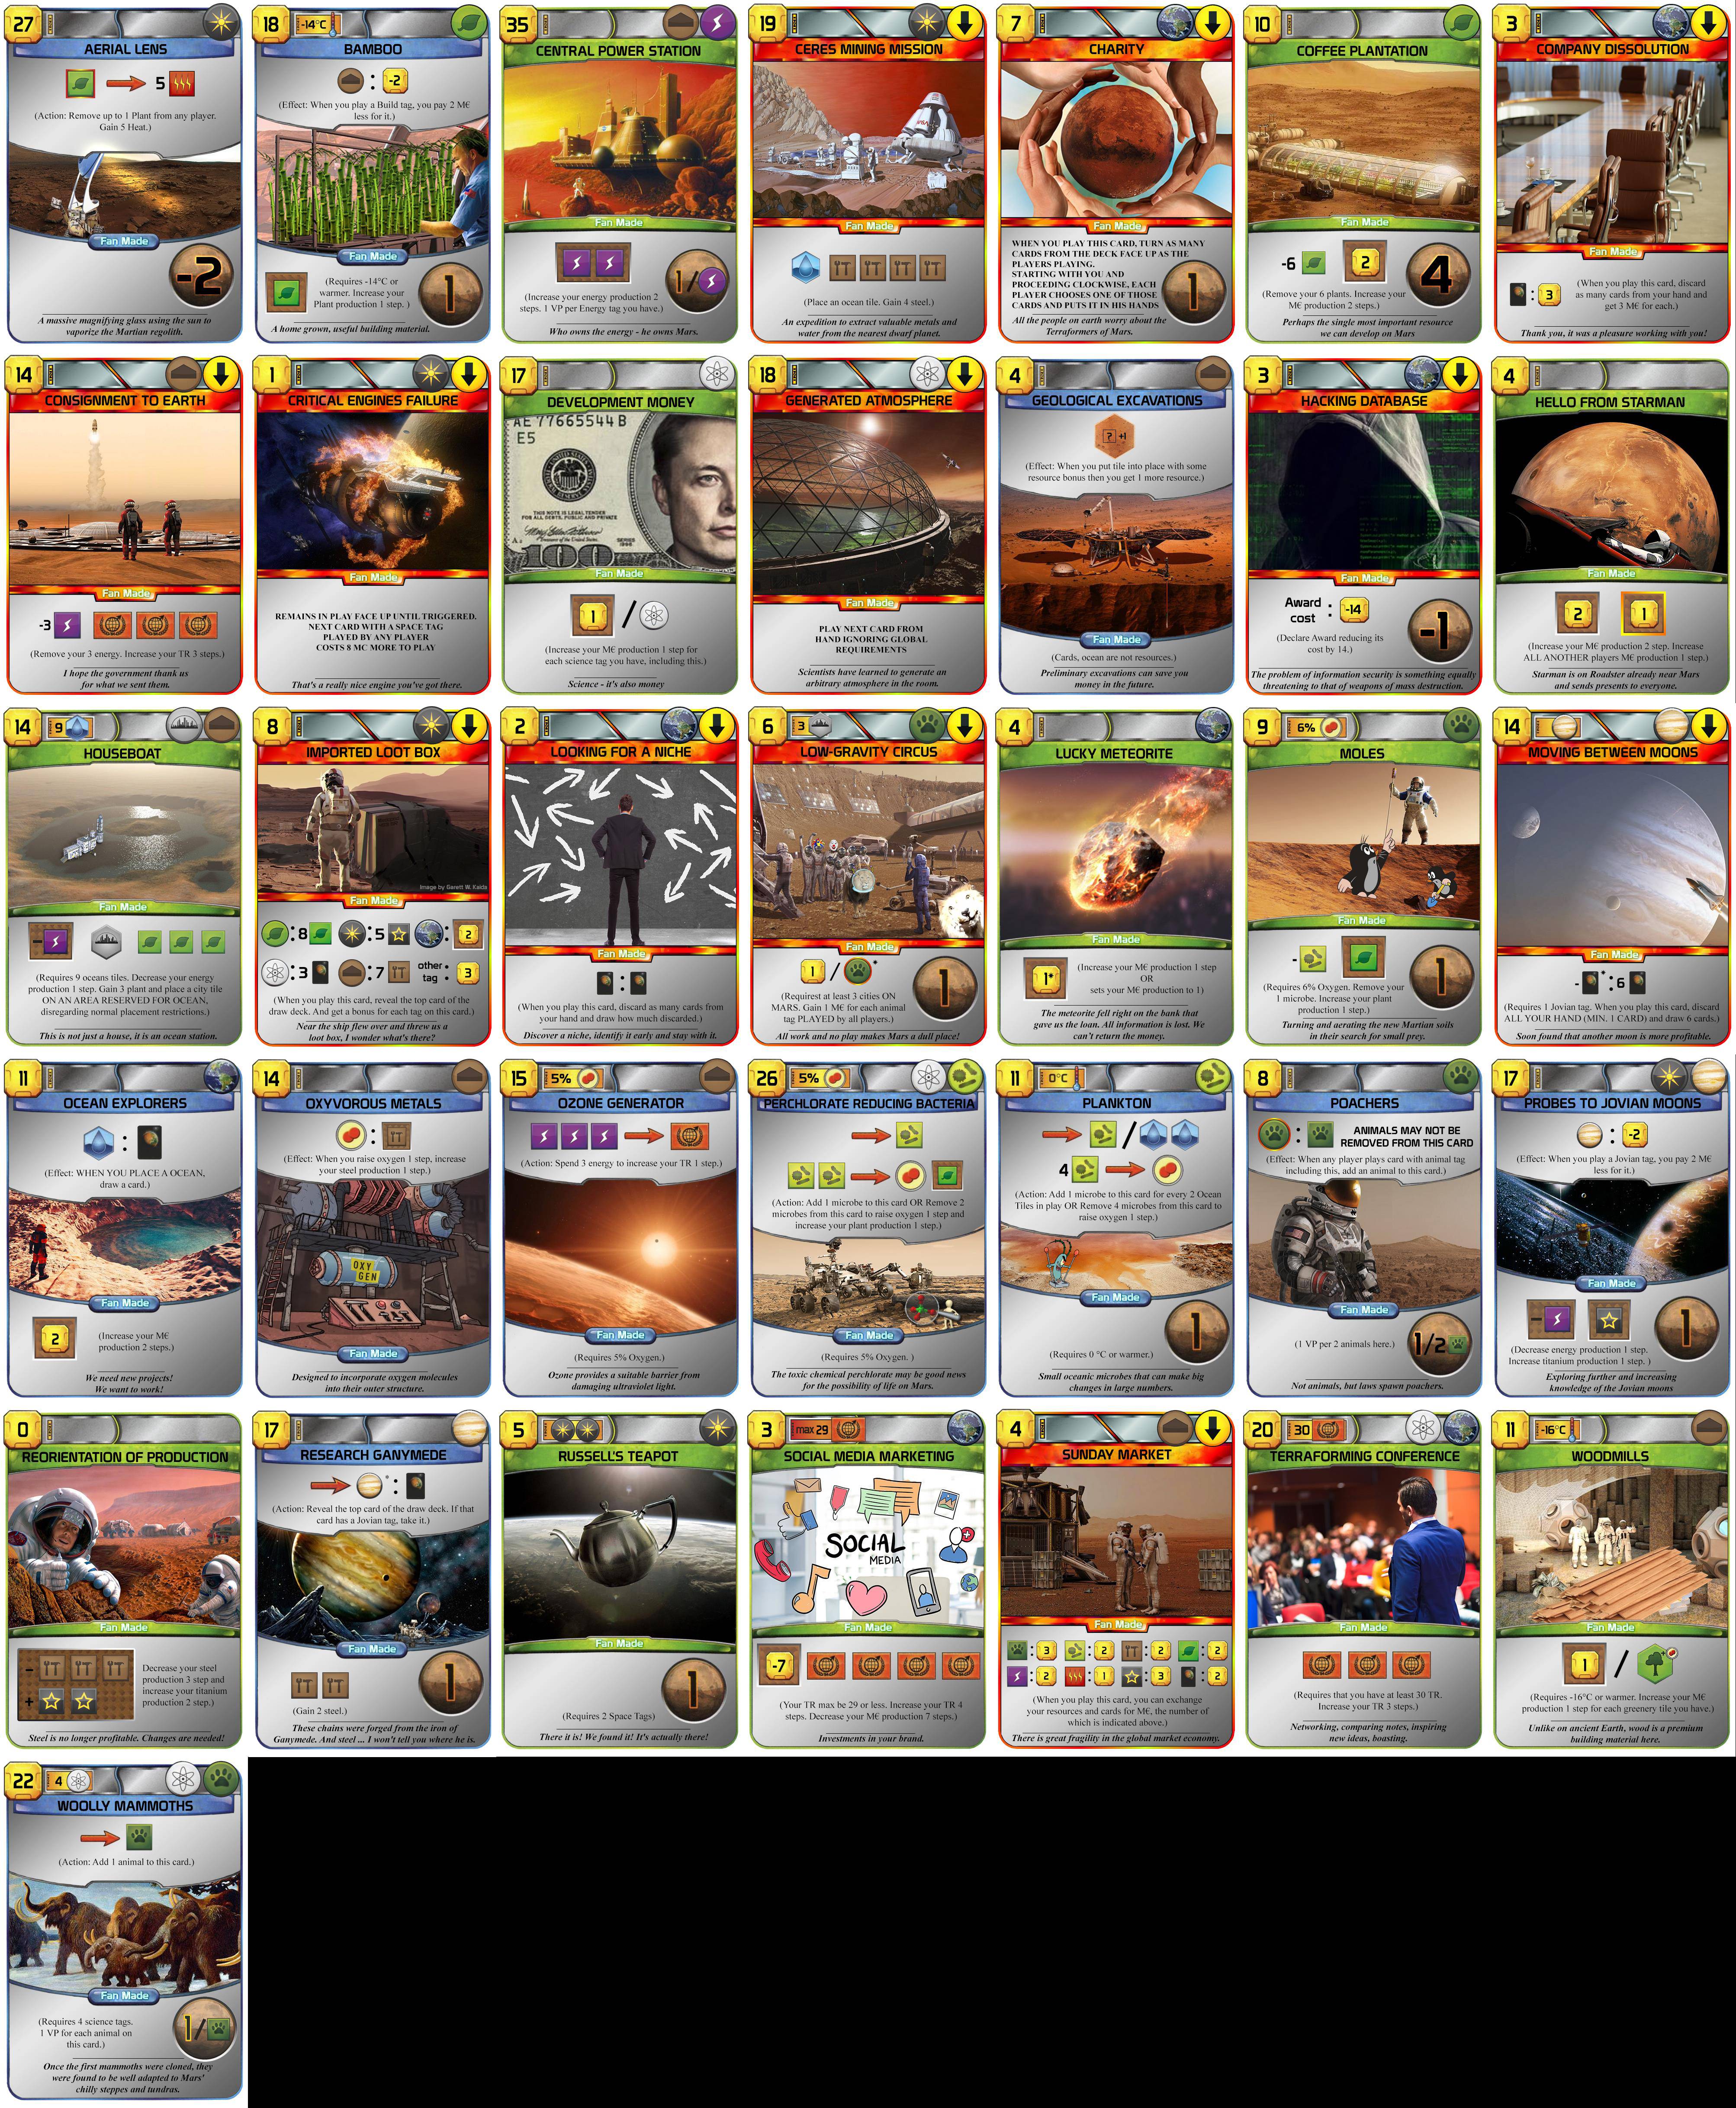 27
AERIAL LENS
5
(Action: Remove up to 1 Plant from any player.
Gain 5 Heat.)
Fan Made
-2
A massive magnifying glass using the sun to
vaporize the Martian regolith.
18
-14°C
BAMBOO
: -2
(Effect: When you play a Build tag, you pay 2 M€
less for it.)
Fan Made
(Requires -14°C or
warmer. Increase your
Plant production 1 step. )
1
A home grown, useful building material.
35
CENTRAL POWER STATION
Fan Made
(Increase your energy production 2
steps. 1 VP per Energy tag you have.)
1/
Who owns the energy - he owns Mars.
19
CERES MINING MISSION
Fan Made
(Place an ocean tile. Gain 4 steel.)
An expedition to extract valuable metals and
water from the nearest dwarf planet.
7
CHARITY
Fan Made
WHEN YOU PLAY THIS CARD, TURN AS MANY
CARDS FROM THE DECK FACE UP AS THE
PLAYERS PLAYING.
STARTING WITH YOU AND
PROCEEDING CLOCKWISE, EACH
PLAYER CHOOSES ONE OF THOSE
CARDS AND PUTS IT IN HIS HANDS
1
All the people on earth worry about the
Terraformers of Mars.
10
COFFEE PLANTATION
Fan Made
-6
2
4
(Remove your 6 plants. Increase your
M€ production 2 steps.)
Perhaps the single most important resource
we can develop on Mars
3
COMPANY DISSOLUTION
Fan Made
: 3
(When you play this card, discard
as many cards from your hand and
get 3 M€ for each.)
Thank you, it was a pleasure working with you!
14
CONSIGNMENT TO EARTH
Fan Made
-3
(Remove your 3 energy. Increase your TR 3 steps.)
I hope the government thank us
for what we sent them.
1
CRITICAL ENGINES FAILURE
Fan Made
REMAINS IN PLAY FACE UP UNTIL TRIGGERED.
NEXT CARD WITH A SPACE TAG
PLAYED BY ANY PLAYER
COSTS 8 MC MORE TO PLAY
That's a really nice engine you've got there.
17
DEVELOPMENT MONEY
AE 77665544 B
E5
THIS NOTE IS LEGAL TENDER
FOR ALL DEBTS, PUBLIC AND PRIVATE
100
Fan Made
1 /
(Increase your M€ production 1 step for
each science tag you have, including this.)
Science - it's also money
18
GENERATED ATMOSPHERE
Fan Made
PLAY NEXT CARD FROM
HAND IGNORING GLOBAL
REQUIREMENTS
Scientists have learned to generate an
arbitrary atmosphere in the room.
4
GEOLOGICAL EXCAVATIONS
? +1
(Effect: When you put tile into place with some
resource bonus then you get 1 more resource.)
Fan Made
(Cards, ocean are not resources.)
Preliminary excavations can save you
money in the future.
3
HACKING DATABASE
Fan Made
Award
cost : -14
(Declare Award reducing its
cost by 14.)
-1
The problem of information security is something equally
threatening to that of weapons of mass destruction.
4
HELLO FROM STARMAN
Fan Made
2
1
(Increase your M€ production 2 step. Increase
ALL ANOTHER players M€ production 1 step.)
Starman is on Roadster already near Mars
and sends presents to everyone.
14
9
HOUSEBOAT
Fan Made
-
(Requires 9 oceans tiles. Decrease your energy
production 1 step. Gain 3 plant and place a city tile
ON AN AREA RESERVED FOR OCEAN,
disregarding normal placement restrictions.)
This is not just a house, it is an ocean station.
8
IMPORTED LOOT BOX
Image by Garett W. Kaida
Fan Made
:8 :5 : 2
:3 :7 other
tag : 3
(When you play this card, reveal the top card of the
draw deck. And get a bonus for each tag on this card.)
Near the ship flew over and threw us a
loot box, I wonder what's there?
2
LOOKING FOR A NICHE
Fan Made
:
(When you play this card, discard as many cards from
your hand and draw how much discarded.)
Discover a niche, identify it early and stay with it.
6
3
LOW-GRAVITY CIRCUS
Fan Made
1 / *
(Requirest at least 3 cities ON
MARS. Gain 1 M€ for each animal
tag PLAYED by all players.)
1
All work and no play makes Mars a dull place!
4
LUCKY METEORITE
Fan Made
1*
(Increase your M€ production 1 step
OR
sets your M€ production to 1)
The meteorite fell right on the bank that
gave us the loan. All information is lost. We
can't return the money.
9
6%
MOLES
Fan Made
-
(Requires 6% Oxygen. Remove your
1 microbe. Increase your plant
production 1 step.)
1
Turning and aerating the new Martian soils
in their search for small prey.
14
MOVING BETWEEN MOONS
Fan Made
- * :6
(Requires 1 Jovian tag. When you play this card, discard
ALL YOUR HAND (MIN. 1 CARD) and draw 6 cards.)
Soon found that another moon is more profitable.
11
OCEAN EXPLORERS
:
(Effect: WHEN YOU PLACE A OCEAN,
draw a card.)
Fan Made
2
(Increase your M€
production 2 steps.)
We need new projects!
We want to work!
14
OXYVOROUS METALS
:
(Effect: When you raise oxygen 1 step, increase
your steel production 1 step.)
OXY
GEN
Fan Made
Designed to incorporate oxygen molecules
into their outer structure.
15
5%
OZONE GENERATOR
(Action: Spend 3 energy to increase your TR 1 step.)
Fan Made
(Requires 5% Oxygen.)
Ozone provides a suitable barrier from
damaging ultraviolet light.
26
5%
PERCHLORATE REDUCING BACTERIA
(Action: Add 1 microbe to this card OR Remove 2
microbes from this card to raise oxygen 1 step and
increase your plant production 1 step.)
Fan Made
(Requires 5% Oxygen. )
The toxic chemical perchlorate may be good news
for the possibility of life on Mars.
11
0°C
PLANKTON
/
4
(Action: Add 1 microbe to this card for every 2 Ocean
Tiles in play OR Remove 4 microbes from this card to
raise oxygen 1 step.)
Fan Made
(Requires 0 °C or warmer.)
1
Small oceanic microbes that can make big
changes in large numbers.
8
POACHERS
: ANIMALS MAY NOT BE
REMOVED FROM THIS CARD
(Effect: When any player plays card with animal tag
including this, add an animal to this card.)
Fan Made
(1 VP per 2 animals here.)
1/2
Not animals, but laws spawn poachers.
17
PROBES TO JOVIAN MOONS
: -2
(Effect: When you play a Jovian tag, you pay 2 M€
less for it.)
Fan Made
-
1
(Decrease energy production 1 step.
Increase titanium production 1 step. )
Exploring further and increasing
knowledge of the Jovian moons
0
REORIENTATION OF PRODUCTION
Fan Made
-
+
Decrease your steel
production 3 step and
increase your titanium
production 2 step.)
Steel is no longer profitable. Changes are needed!
17
RESEARCH GANYMEDE
* :
(Action: Reveal the top card of the draw deck. If that
card has a Jovian tag, take it.)
Fan Made
(Gain 2 steel.)
1
These chains were forged from the iron of
Ganymede. And steel ... I won't tell you where he is.
5
RUSSELL'S TEAPOT
Fan Made
(Requires 2 Space Tags)
1
There it is! We found it! It's actually there!
3
max 29
SOCIAL MEDIA MARKETING
SOCIAL
MEDIA
Fan Made
-7
(Your TR max be 29 or less. Increase your TR 4
steps. Decrease your M€ production 7 steps.)
Investments in your brand.
4
SUNDAY MARKET
Fan Made
: 3 : 2 : 2 : 2
: 2 : 1 : 3 : 2
(When you play this card, you can exchange
your resources and cards for M€, the number of
which is indicated above.)
There is great fragility in the global market economy.
20
30
TERRAFORMING CONFERENCE
Fan Made
(Requires that you have at least 30 TR.
Increase your TR 3 steps.)
Networking, comparing notes, inspiring
new ideas, boasting.
11
-16°C
WOODMILLS
Fan Made
1 /
(Requires -16°C or warmer. Increase your M€
production 1 step for each greenery tile you have.)
Unlike on ancient Earth, wood is a premium
building material here.
22
4
WOOLLY MAMMOTHS
(Action: Add 1 animal to this card.)
Fan Made
(Requires 4 science tags.
1 VP for each animal on
this card.)
1/
Once the first mammoths were cloned, they
were found to be well adapted to Mars'
chilly steppes and tundras.